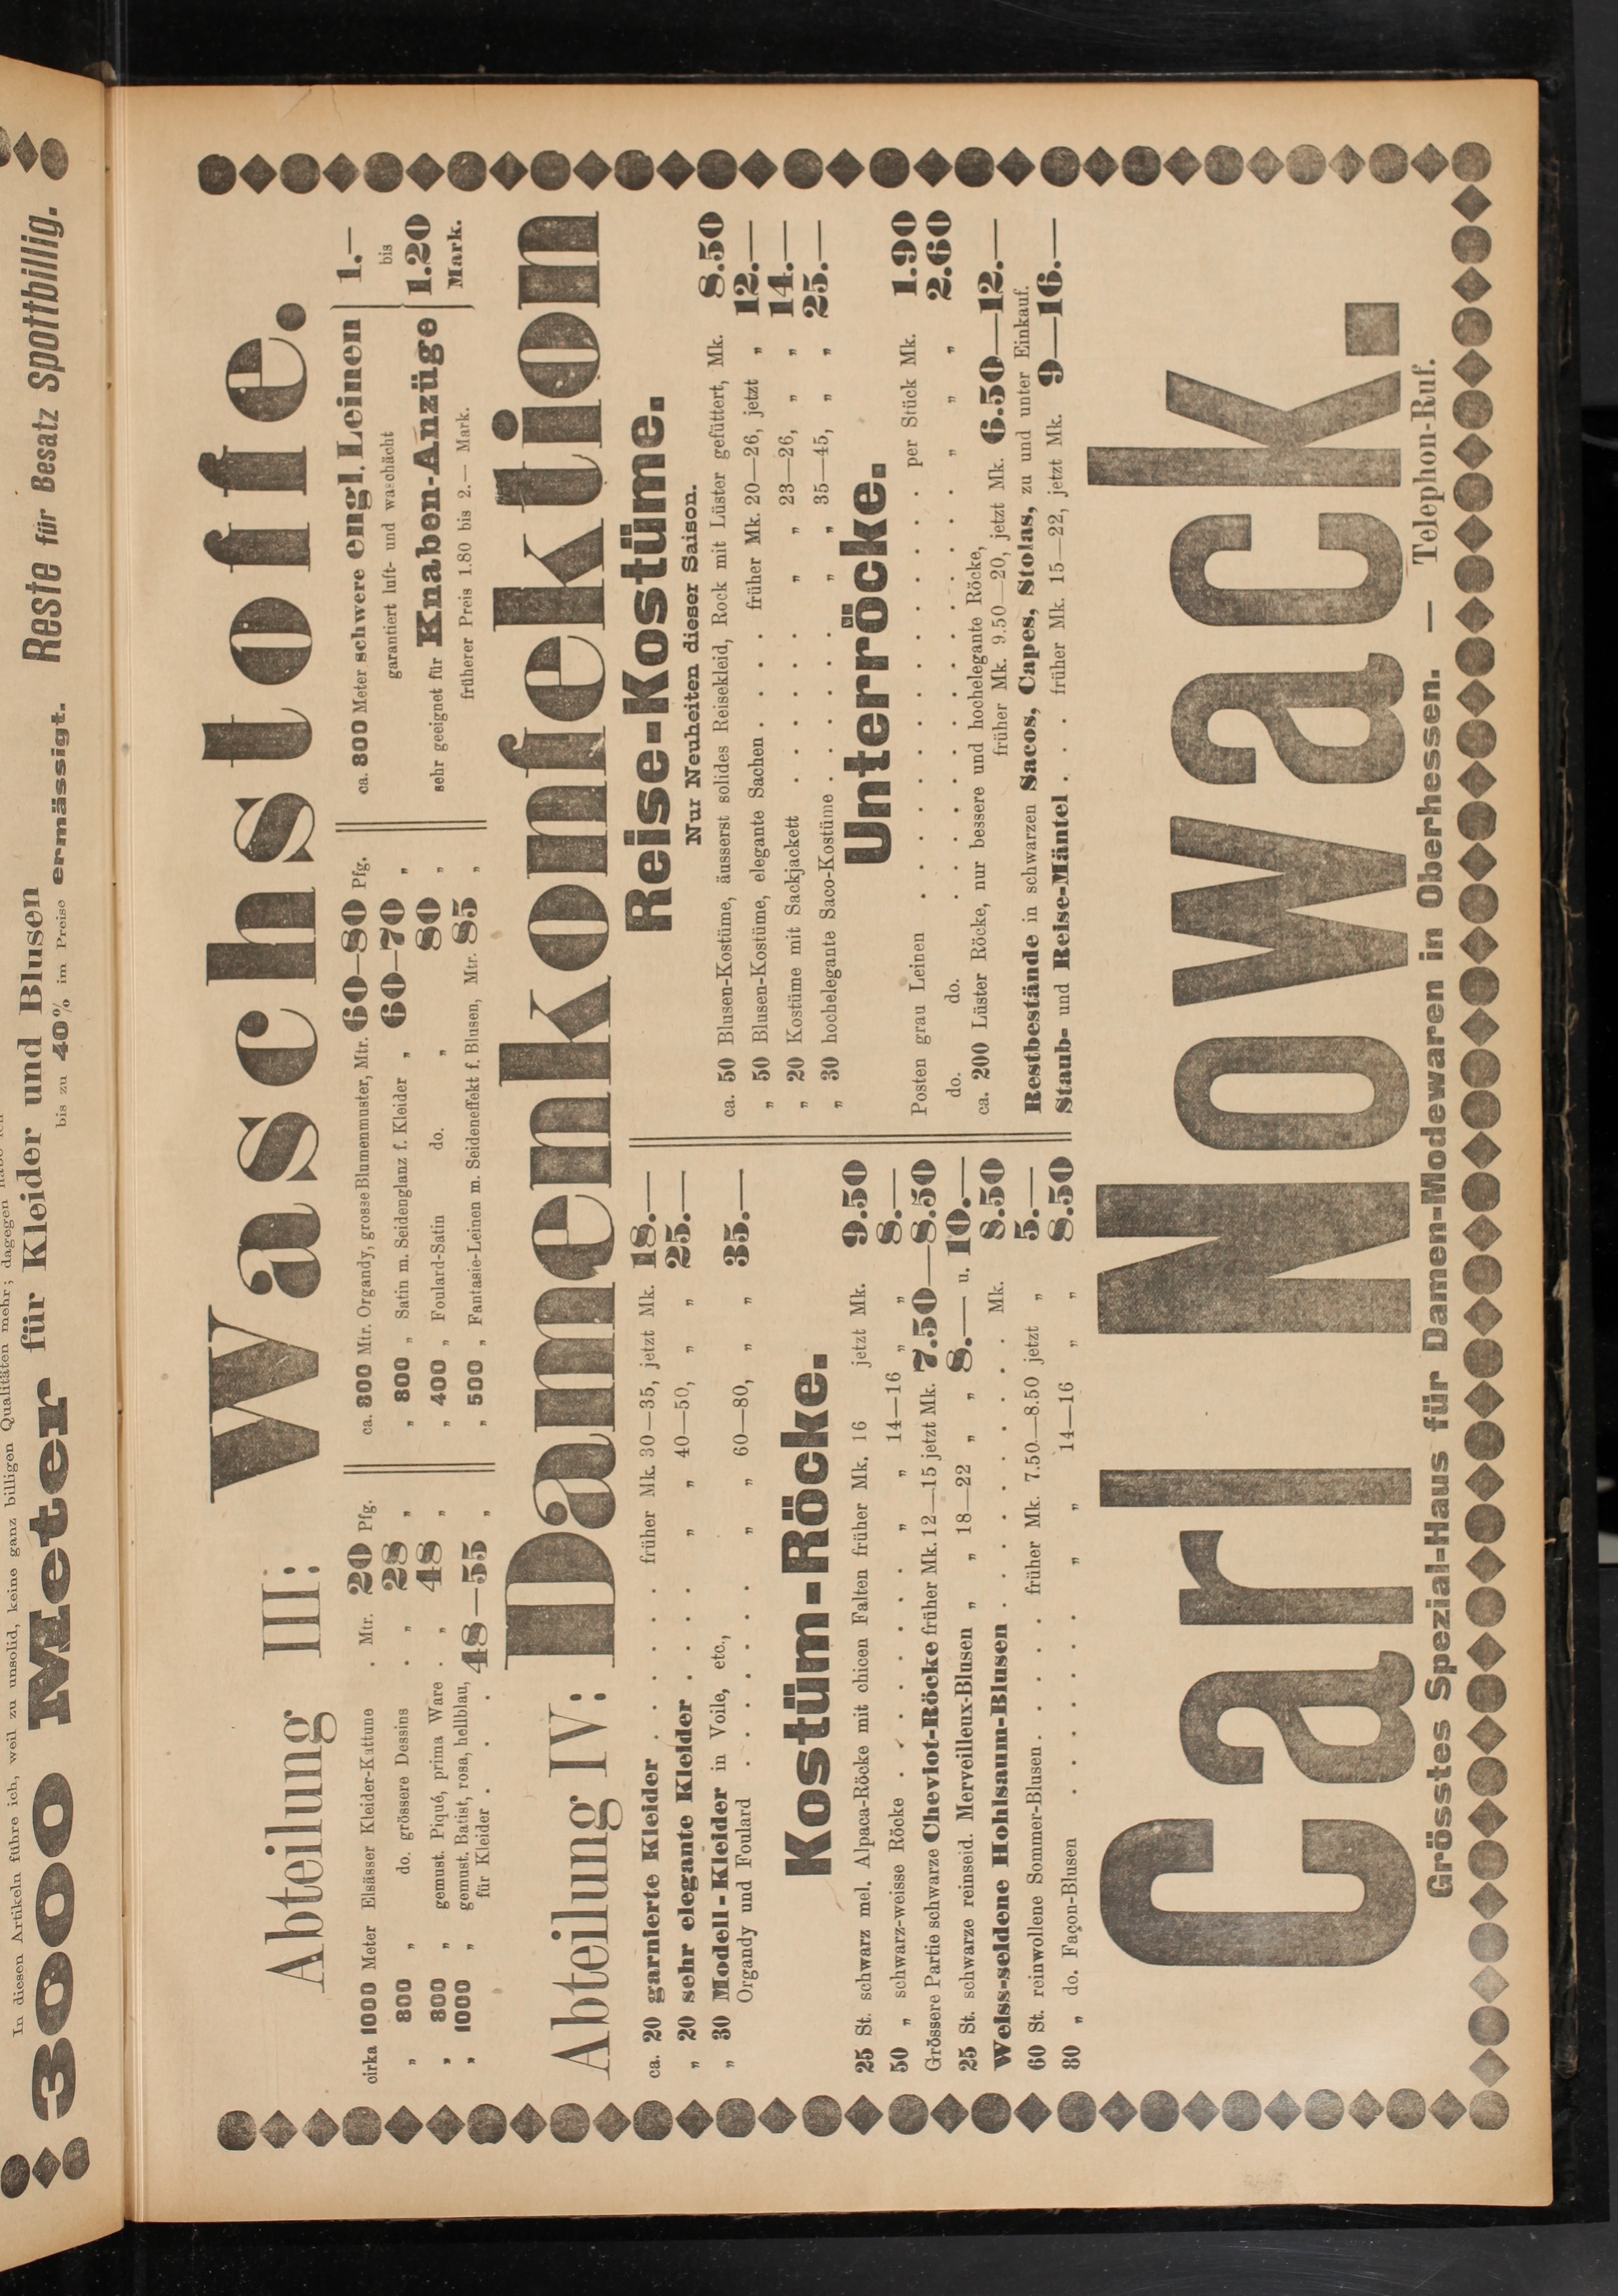 In diesen Artikeln führe ich, weil zu unsolid, keine ganz billigen Qualitäten mehr; dagegen habe ich
3000 Meter für Kleider und Blusen Reste für Besatz Spottbillig.
bis zu 40% im Preise ermässigt.
Abteilung III: Waschstoffe.
cirka 1000 Meter Elsässer Kleider-Kattune . Mtr. 20 Pfg.
„ 800 „ do. grössere Dessins . „ 28 „
„ 800 „ gemust. Piqué, prima Ware . „ 48 „
„ 1000 „ gemust. Batist, rosa, hellblau,
für Kleider . . . 48—55 „
ca. 800 Mtr. Organdy, grosse Blumenmuster, Mtr. 60—80 Pfg.
„ 800 „ Satin m. Seidenglanz f. Kleider „ 60—70 „
„ 400 „ Foulard-Satin do. „ 80 „
„ 500 „ Fantasie-Leinen m. Seideneffekt f. Blusen, Mtr. 85 „
ca. 800 Meter schwere engl. Leinen
garantiert luft- und waschächt
sehr geeignet für Knaben-Anzüge
früherer Preis 1.80 bis 2.— Mark.
1.—
bis
1.20
Mark.
Abteilung IV: Damenkonfektion
ca. 20 garnierte Kleider . . . . . früher Mk. 30—35, jetzt Mk. 18.—
„ 20 sehr elegante Kleider . . . . „ „ 40—50, „ „ 25.—
„ 30 Modell-Kleider in Voile, etc.,
Organdy und Foulard . . . . . „ „ 60—80, „ „ 35.—
Kostüm-Röcke.
25 St. schwarz mel. Alpaca-Röcke mit chicen Falten früher Mk. 16 jetzt Mk. 9.50
50 „ schwarz-weisse Röcke . . . . . . . „ „ 14—16 „ „ 8.—
Grössere Partie schwarze Cheviot-Röcke früher Mk. 12—15 jetzt Mk. 7.50—8.50
25 St. schwarze reinseid. Merveilleux-Blusen „ „ 18—22 „ „ 8.— u. 10.—
Weiss-seidene Hohlsaum-Blusen . . . . . . . . Mk. 8.50
60 St. reinwollene Sommer-Blusen . . . . früher Mk. 7.50—8.50 jetzt „ 5.—
80 „ do. Façon-Blusen . . . . . . „ „ 14—16 „ „ 8.50
Reise-Kostüme.
Nur Neuheiten dieser Saison.
ca. 50 Blusen-Kostüme, äusserst solides Reisekleid, Rock mit Lüster gefüttert, Mk. 8.50
„ 50 Blusen-Kostüme, elegante Sachen . . . . früher Mk. 20—26, jetzt „ 12.—
„ 20 Kostüme mit Sackjackett . . . . . . „ „ 23—26, „ „ 14.—
„ 30 hochelegante Saco-Kostüme . . . . . „ „ 35—45, „ „ 25.—
Unterröcke.
Posten grau Leinen . . . . . . . . . . . per Stück Mk. 1.90
do. do. . . . . . . . . . . . „ „ 2.60
ca. 200 Lüster Röcke, nur bessere und hochelegante Röcke,
früher Mk. 9.50—20, jetzt Mk. 6.50—12.—
Restbestände in schwarzen Sacos, Capes, Stolas, zu und unter Einkauf.
Staub- und Reise-Mäntel . . . früher Mk. 15—22, jetzt Mk. 9—16.—
Carl Nowack.
Grösstes Spezial-Haus für Damen-Modewaren in Oberhessen. — Telephon-Ruf.